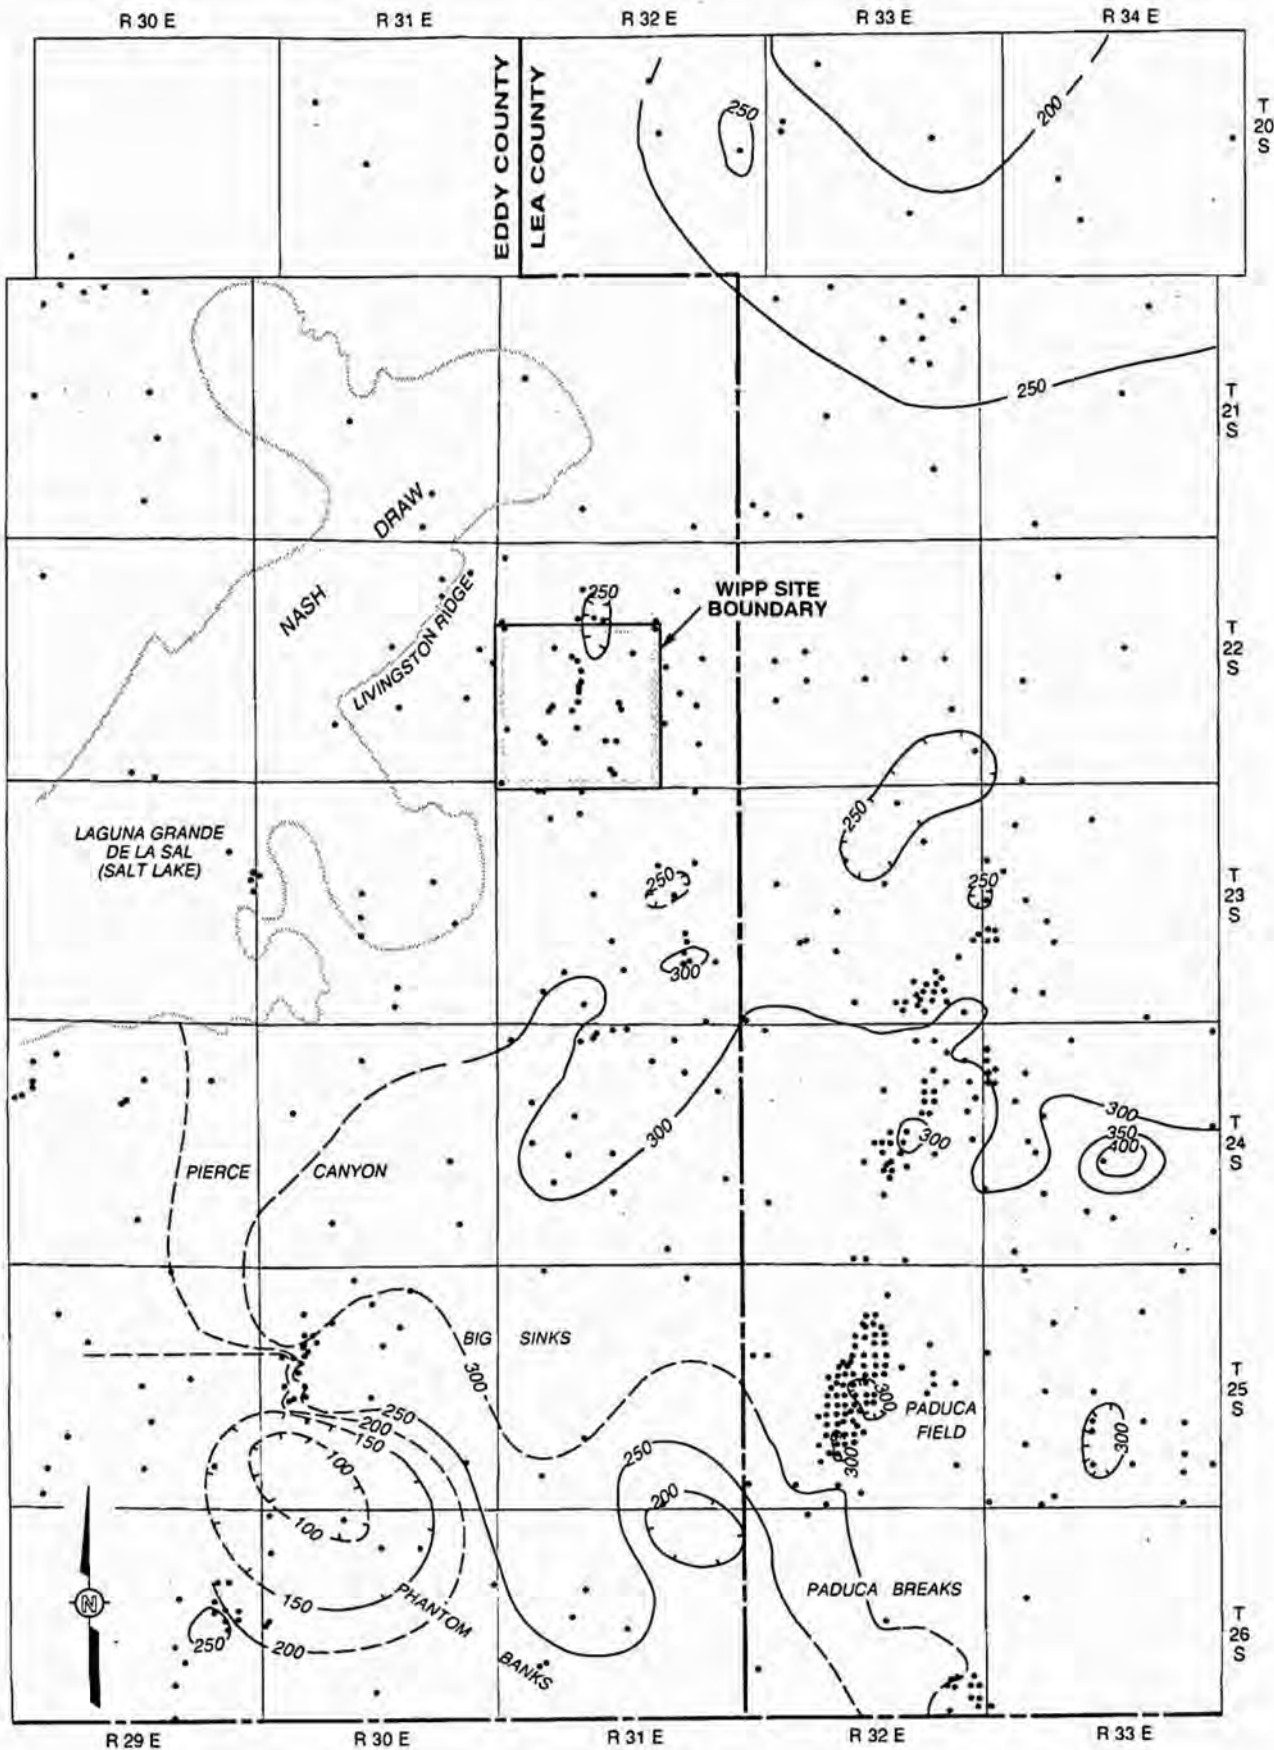 R 30 E
R 31 E
R 32 E
R 33 E
R 34 E
EDDY COUNTY
LEA COUNTY
250
200
T
20
S
250
T
21
S
NASH
DRAW
LIVINGSTON RIDGE
250
WIPP SITE
BOUNDARY
T
22
S
250
LAGUNA GRANDE
DE LA SAL
(SALT LAKE)
250
250
T
23
S
300
300
300
350
400
300
T
24
S
PIERCE
CANYON
BIG SINKS
300
300
PADUCA
FIELD
300
300
T
25
S
250
200
150
100
250
200
100
150
200
250
PHANTOM
BANKS
PADUCA BREAKS
N
T
26
S
R 29 E
R 30 E
R 31 E
R 32 E
R 33 E